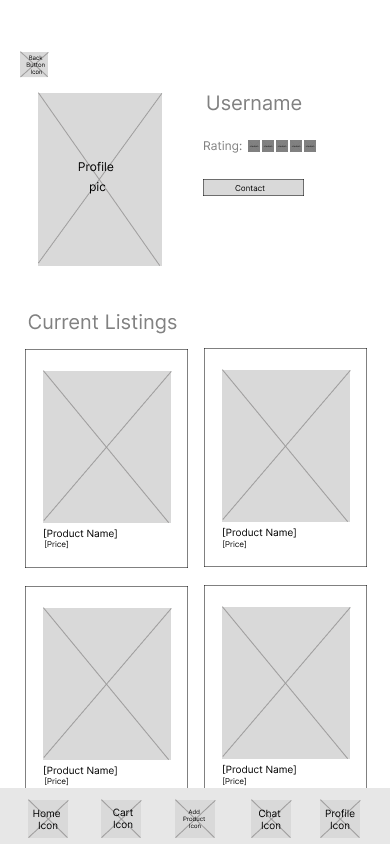 Back
Button
Icon
Profile
pic
Username
Rating:
Contact
Current Listings
[Product Name]
[Price]
[Product Name]
[Price]
[Product Name]
[Price]
[Product Name]
[Price]
Home
Icon
Cart
Icon
Add
Product
Icon
Chat
Icon
Profile
Icon